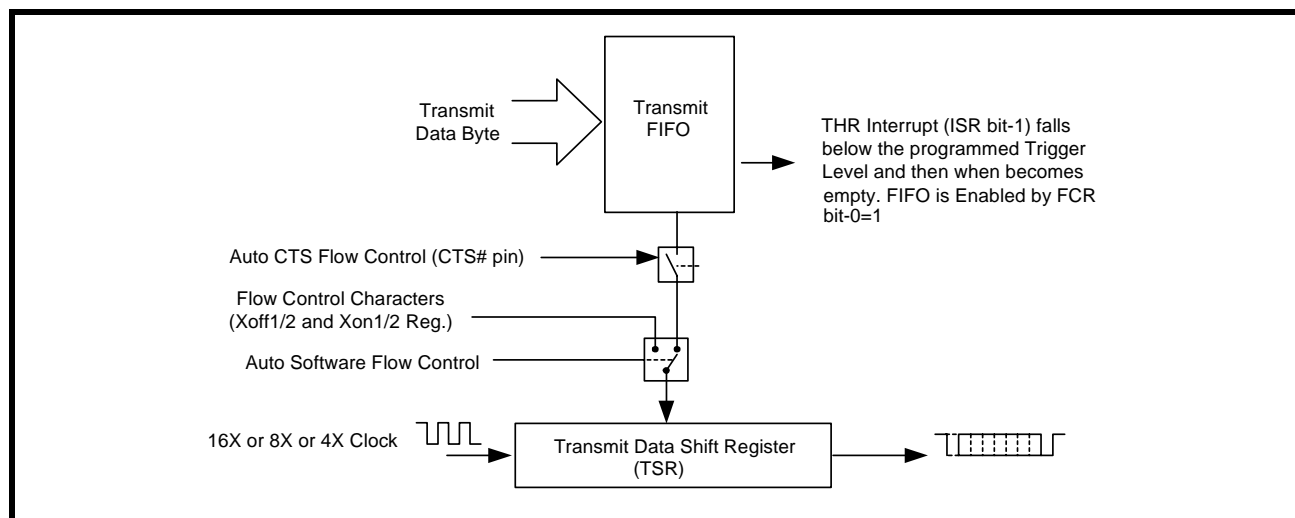 Transmit
Data Byte
Transmit
FIFO
THR Interrupt (ISR bit-1) falls
below the programmed Trigger
Level and then when becomes
empty. FIFO is Enabled by FCR
bit-0=1
Auto CTS Flow Control (CTS# pin)
Flow Control Characters
(Xoff1/2 and Xon1/2 Reg.)
Auto Software Flow Control
16X or 8X or 4X Clock
Transmit Data Shift Register
(TSR)